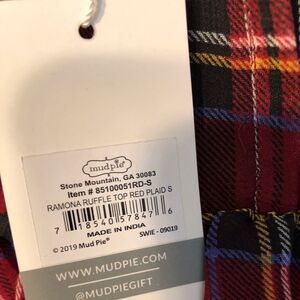 mudpie®
Stone Mountain, GA 30083
Item # 85100051RD-S
RAMONA RUFFLE TOP RED PLAID S
7 18540 57847 6
MADE IN INDIA
SWIE - 09019
© 2019 Mud Pie®
WWW.MUDPIE.COM
@MUDPIEGIFT